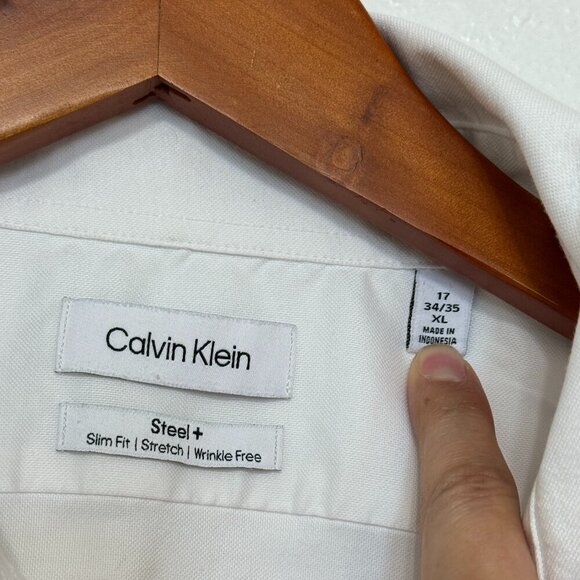 17
34/35
XL
MADE IN
INDONESIA
Calvin Klein
Steel+
Slim Fit | Stretch | Wrinkle Free